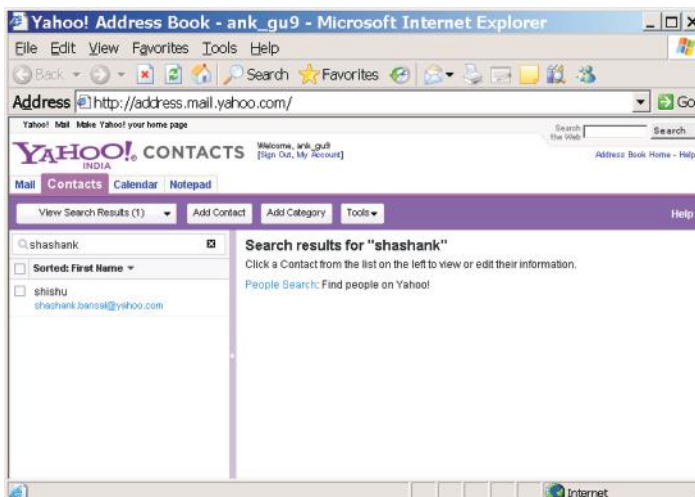 Yahoo! Address Book - ank_gu9 - Microsoft Internet Explorer
File Edit View Favorites Tools Help
Back Search Favorites
Address http://address.mail.yahoo.com/ Go
Yahoo! Mail Make Yahoo! your home page
Search the Web Search
YAHOO! INDIA CONTACTS
Welcome, ank_gu9
[Sign Out, My Account]
Address Book Home - Help
Mail Contacts Calendar Notepad
View Search Results (1) Add Contact Add Category Tools Help
shashank
Search results for "shashank"
Sorted: First Name
Click a Contact from the list on the left to view or edit their information.
shishu
People Search: Find people on Yahoo!
shashank.bansal@yahoo.com
Internet